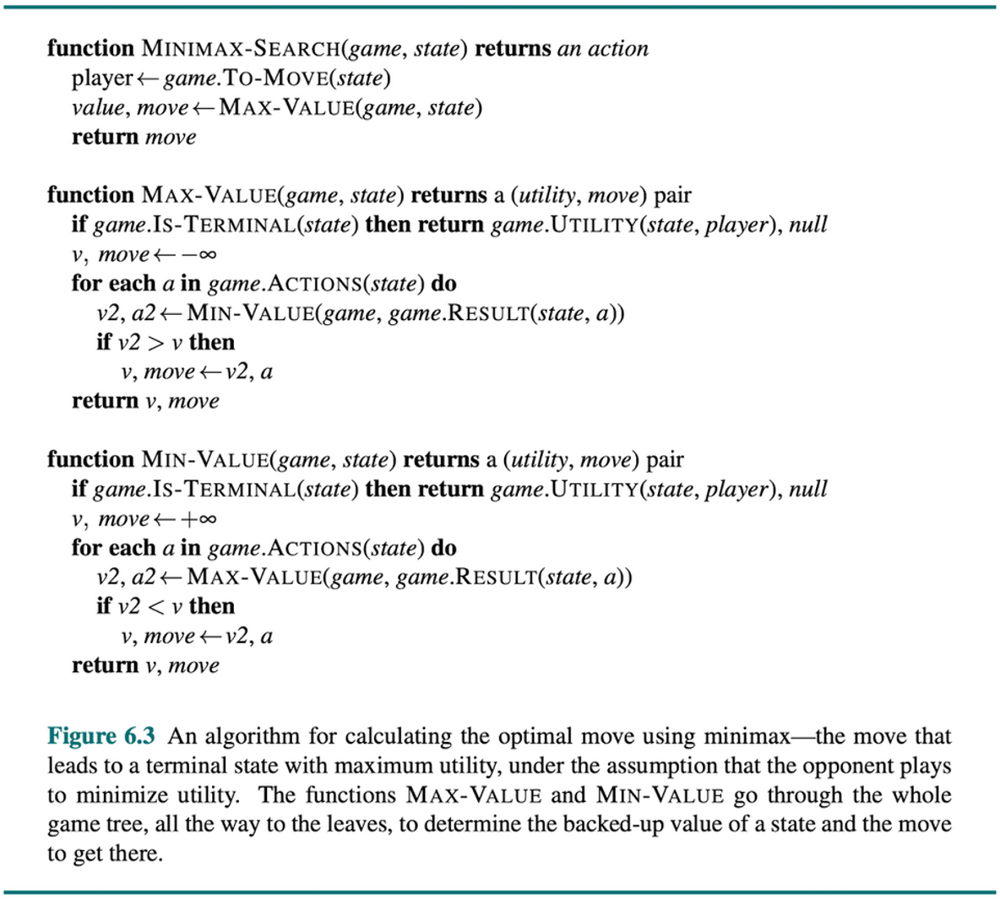 function MINIMAX-SEARCH(game, state) returns an action
player←game.TO-MOVE(state)
value, move←MAX-VALUE(game, state)
return move
function MAX-VALUE(game, state) returns a (utility, move) pair
if game.IS-TERMINAL(state) then return game.UTILITY(state, player), null
v, move←−∞
for each a in game.ACTIONS(state) do
v2, a2←MIN-VALUE(game, game.RESULT(state, a))
if v2 > v then
v, move←v2, a
return v, move
function MIN-VALUE(game, state) returns a (utility, move) pair
if game.IS-TERMINAL(state) then return game.UTILITY(state, player), null
v, move←+∞
for each a in game.ACTIONS(state) do
v2, a2←MAX-VALUE(game, game.RESULT(state, a))
if v2 < v then
v, move←v2, a
return v, move
Figure 6.3 An algorithm for calculating the optimal move using minimax—the move that
leads to a terminal state with maximum utility, under the assumption that the opponent plays
to minimize utility. The functions MAX-VALUE and MIN-VALUE go through the whole
game tree, all the way to the leaves, to determine the backed-up value of a state and the move
to get there.